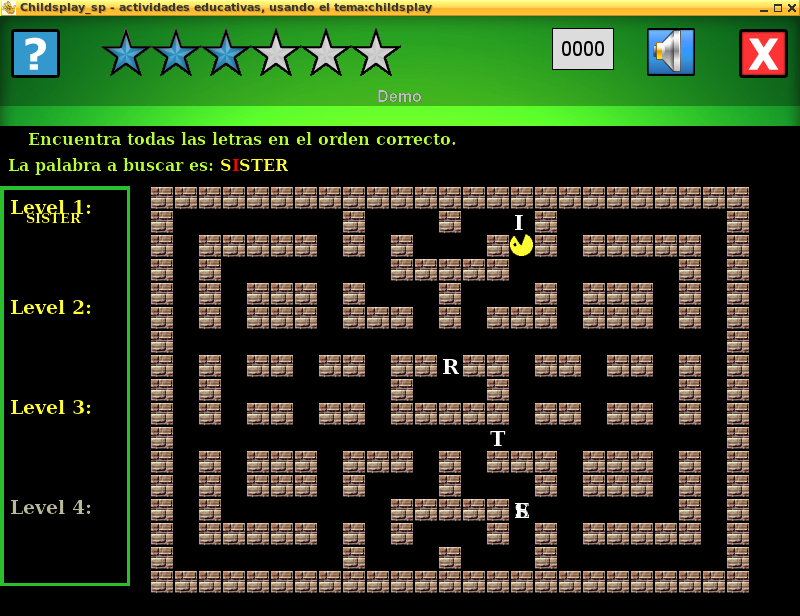 Childsplay_sp - actividades educativas, usando el tema:childsplay
?
0000
X
Demo
Encuentra todas las letras en el orden correcto.
La palabra a buscar es: SISTER
Level 1:
SISTER
I
Level 2:
R
Level 3:
T
Level 4: